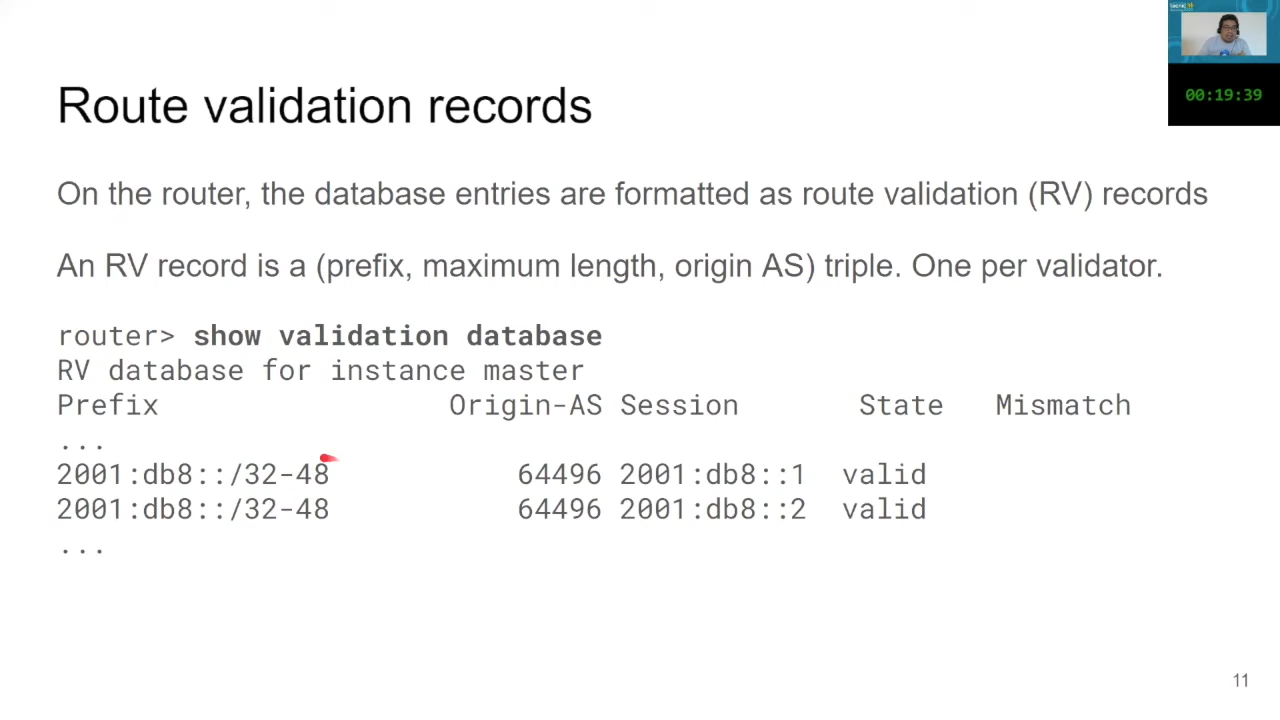 Route validation records
00:19:39
On the router, the database entries are formatted as route validation (RV) records
An RV record is a (prefix, maximum length, origin AS) triple. One per validator.
router> show validation database
RV database for instance master
Prefix Origin-AS Session State Mismatch
...
2001:db8::/32-48 64496 2001:db8::1 valid
2001:db8::/32-48 64496 2001:db8::2 valid
...
11